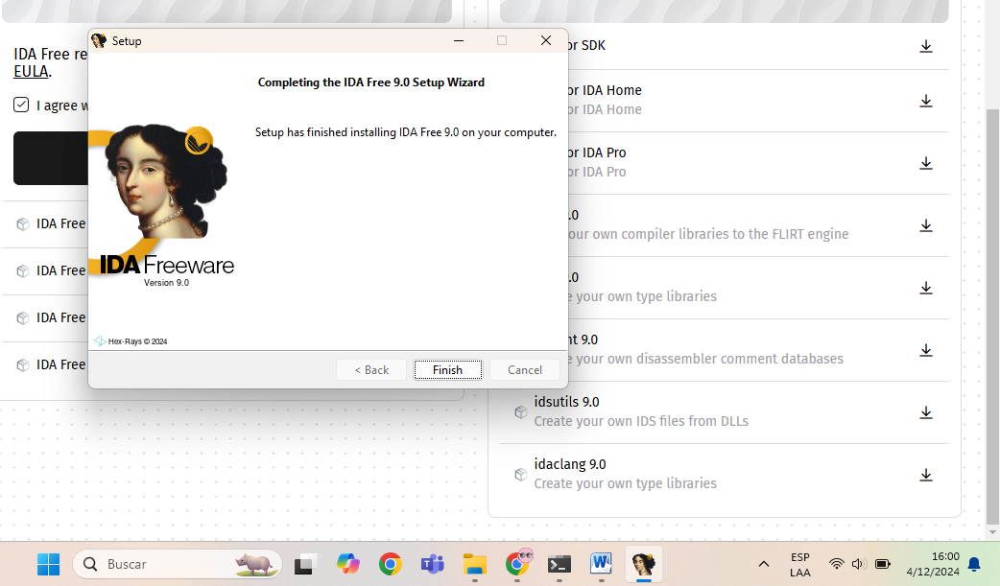 Setup
Completing the IDA Free 9.0 Setup Wizard
Setup has finished installing IDA Free 9.0 on your computer.
IDA Freeware
Version 9.0
Hex-Rays © 2024
< Back
Finish
Cancel
IDA Free re
EULA.
I agree w
IDA Free
IDA Free
IDA Free
IDA Free
or SDK
or IDA Home
or IDA Home
or IDA Pro
or IDA Pro
.0
our own compiler libraries to the FLIRT engine
.0
e your own type libraries
nt 9.0
e your own disassembler comment databases
idsutils 9.0
Create your own IDS files from DLLs
idaclang 9.0
Create your own type libraries
Buscar
ESP
LAA
16:00
4/12/2024